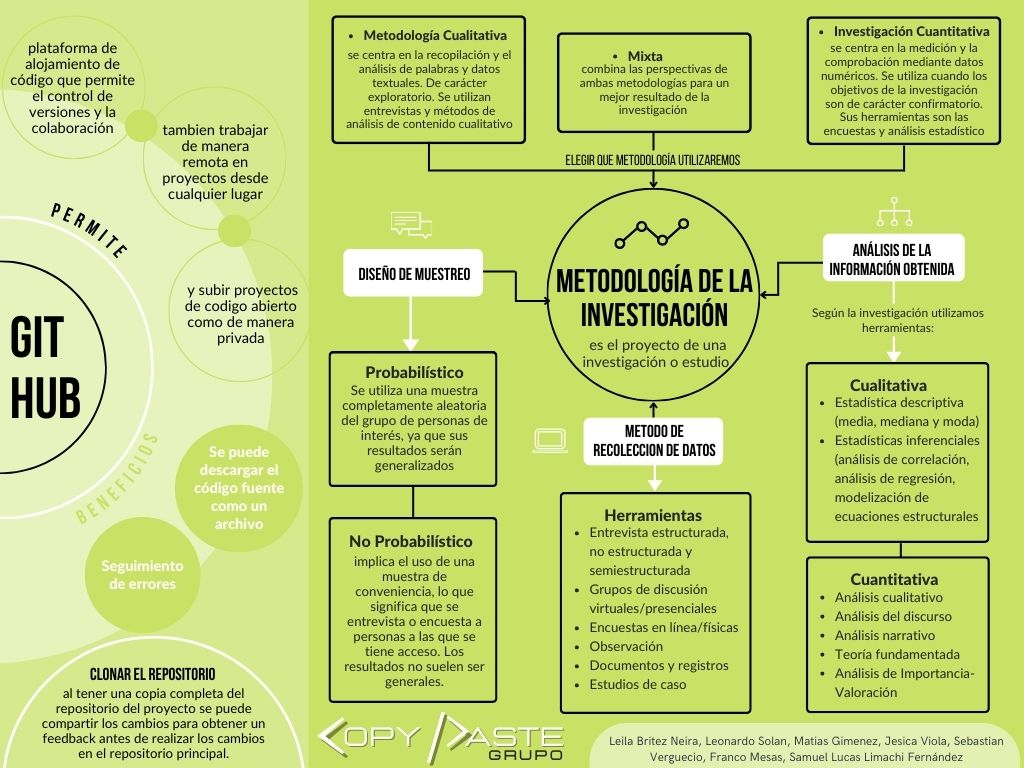 plataforma de
alojamiento de
código que permite
el control de
versiones y la
colaboración
tambien trabajar
de manera
remota en
proyectos desde
cualquier lugar
y subir proyectos
de codigo abierto
como de manera
privada
PERMITE
GIT
HUB
BENEFICIOS
Se puede
descargar el
código fuente
como un
archivo
Seguimiento
de errores
CLONAR EL REPOSITORIO
al tener una copia completa del
repositorio del proyecto se puede
compartir los cambios para obtener un
feedback antes de realizar los cambios
en el repositorio principal.
• Metodología Cualitativa
se centra en la recopilación y el
análisis de palabras y datos
textuales. De carácter
exploratorio. Se utilizan
entrevistas y métodos de
análisis de contenido cualitativo
• Mixta
combina las perspectivas de
ambas metodologías para un
mejor resultado de la
investigación
• Investigación Cuantitativa
se centra en la medición y la
comprobación mediante datos
numéricos. Se utiliza cuando los
objetivos de la investigación
son de carácter confirmatorio.
Sus herramientas son las
encuestas y análisis estadístico
ELEGIR QUE METODOLOGÍA UTILIZAREMOS
METODOLOGÍA DE LA
INVESTIGACIÓN
es el proyecto de una
investigación o estudio
DISEÑO DE MUESTREO
Probabilístico
Se utiliza una muestra
completamente aleatoria
del grupo de personas de
interés, ya que sus
resultados serán
generalizados
No Probabilístico
implica el uso de una
muestra de
conveniencia, lo que
significa que se
entrevista o encuesta a
personas a las que se
tiene acceso. Los
resultados no suelen ser
generales.
METODO DE
RECOLECCION DE DATOS
Herramientas
• Entrevista estructurada,
no estructurada y
semiestructurada
• Grupos de discusión
virtuales/presenciales
• Encuestas en línea/físicas
• Observación
• Documentos y registros
• Estudios de caso
ANÁLISIS DE LA
INFORMACIÓN OBTENIDA
Según la investigación utilizamos
herramientas:
Cualitativa
• Estadística descriptiva
(media, mediana y moda)
• Estadísticas inferenciales
(análisis de correlación,
análisis de regresión,
modelización de
ecuaciones estructurales
Cuantitativa
• Análisis cualitativo
• Análisis del discurso
• Análisis narrativo
• Teoría fundamentada
• Análisis de Importancia-
Valoración
COPY PASTE
GRUPO
Leila Britez Neira, Leonardo Solan, Matias Gimenez, Jesica Viola, Sebastian
Verguecio, Franco Mesas, Samuel Lucas Limachi Fernández